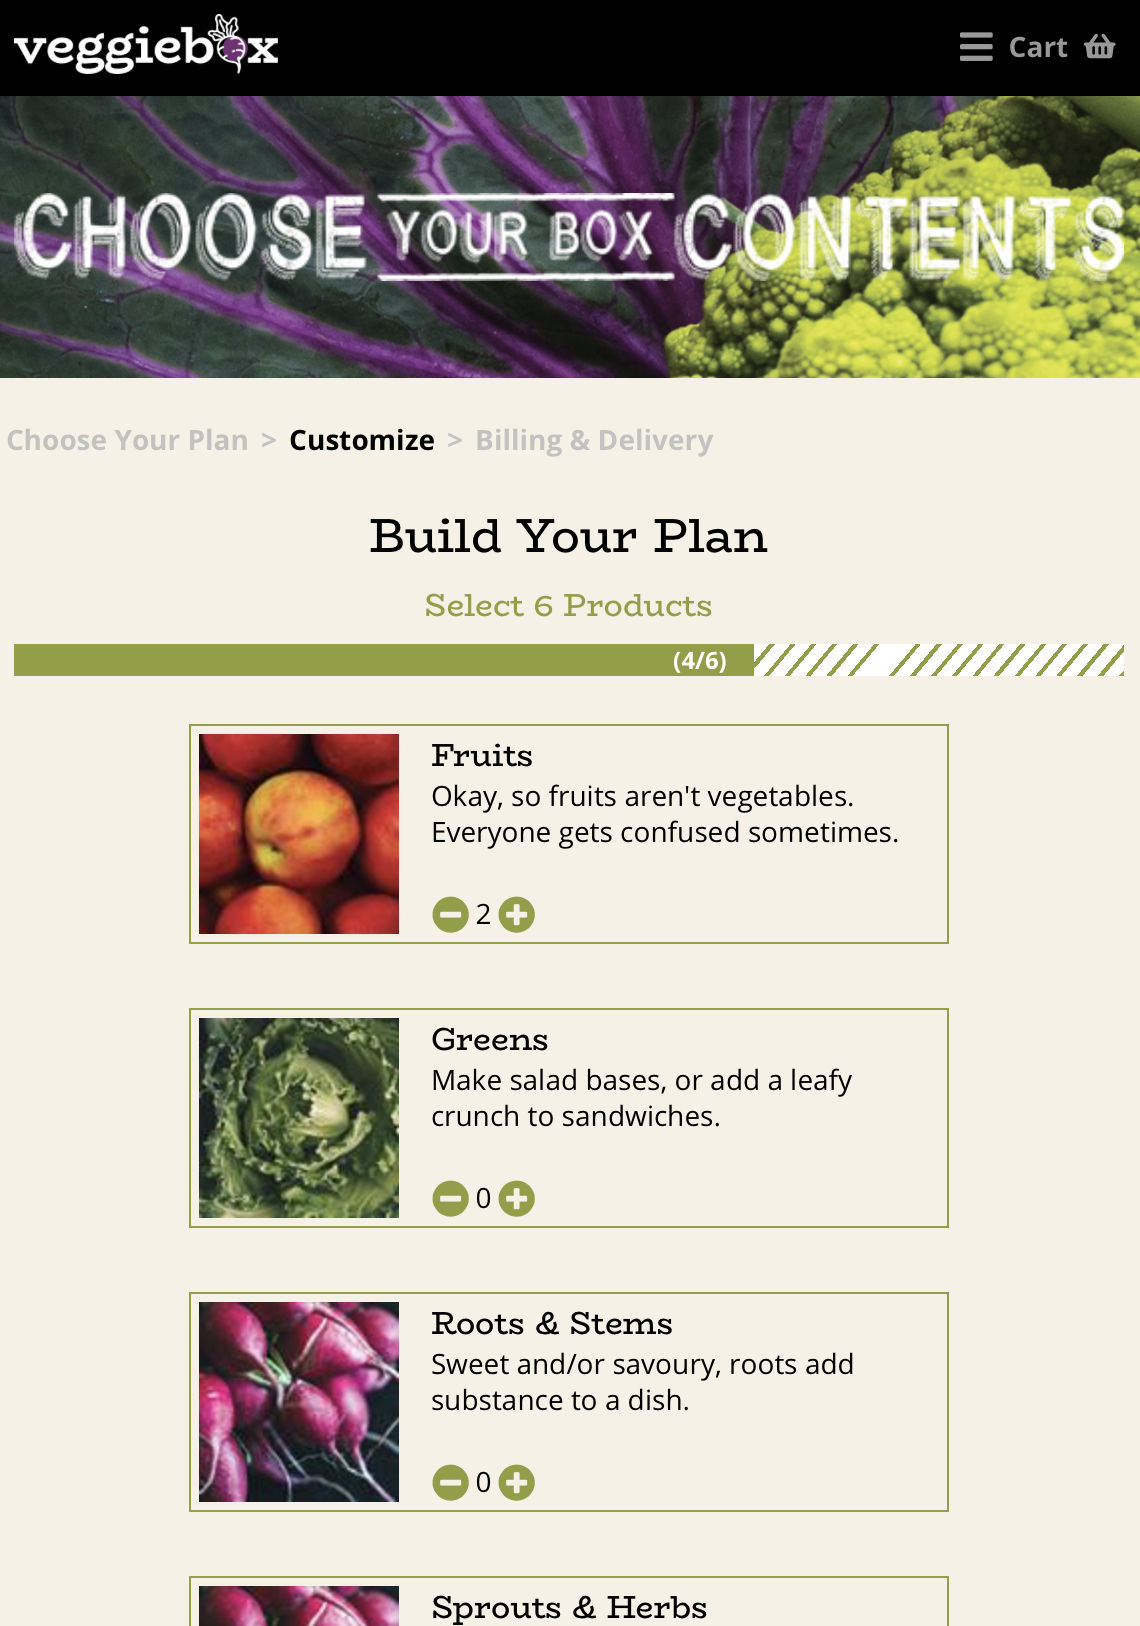 veggiebox
Cart
CHOOSE YOUR BOX CONTENTS
Choose Your Plan > Customize > Billing & Delivery
Build Your Plan
Select 6 Products
(4/6)
Fruits
Okay, so fruits aren't vegetables.
Everyone gets confused sometimes.
2
Greens
Make salad bases, or add a leafy
crunch to sandwiches.
0
Roots & Stems
Sweet and/or savoury, roots add
substance to a dish.
0
Sprouts & Herbs